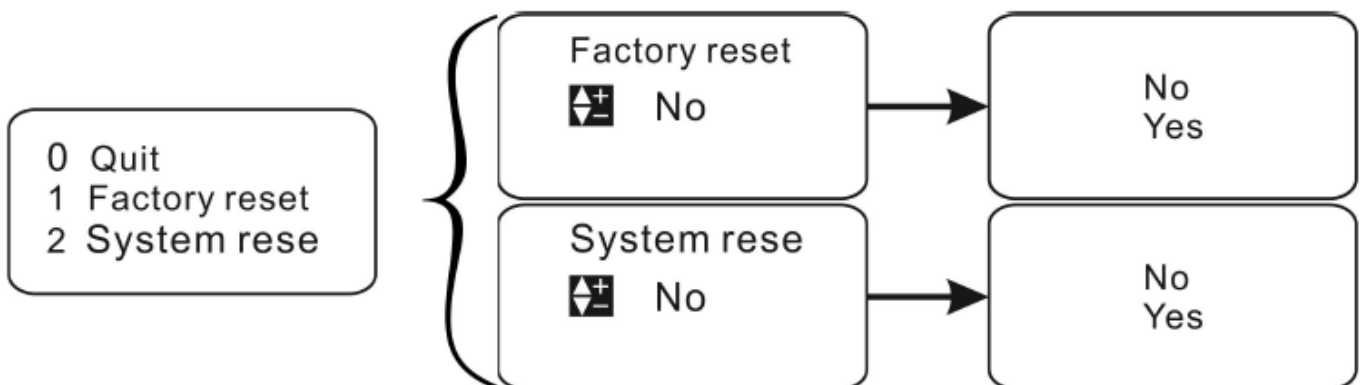 0 Quit
1 Factory reset
2 System rese
Factory reset
No
No
Yes
System rese
No
No
Yes